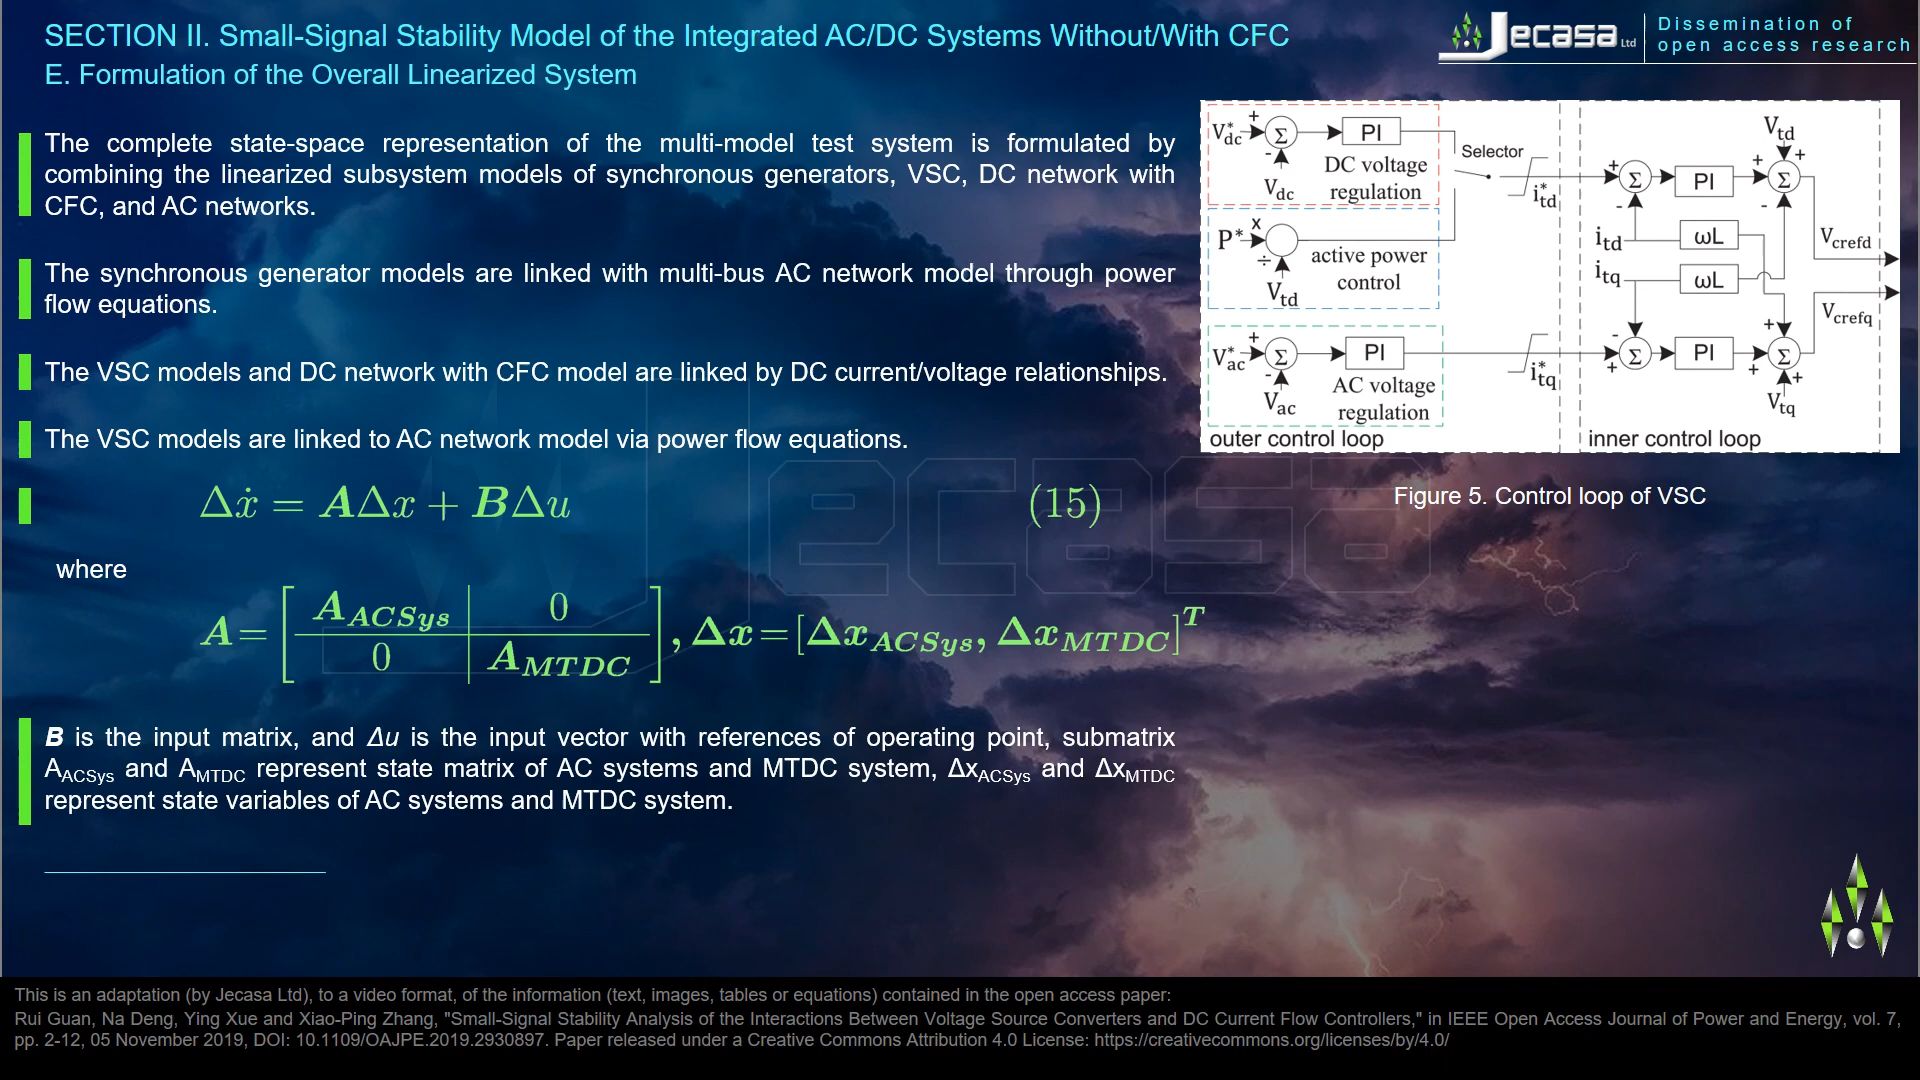 SECTION II. Small-Signal Stability Model of the Integrated AC/DC Systems Without/With CFC
E. Formulation of the Overall Linearized System
Jecasa Ltd
Dissemination of
open access research
The complete state-space representation of the multi-model test system is formulated by
combining the linearized subsystem models of synchronous generators, VSC, DC network with
CFC, and AC networks.
The synchronous generator models are linked with multi-bus AC network model through power
flow equations.
The VSC models and DC network with CFC model are linked by DC current/voltage relationships.
The VSC models are linked to AC network model via power flow equations.
Δẋ = AΔx + BΔu (15)
where
A = [ A_ACSys | 0
0 | A_MTDC ], Δx = [Δx_ACSys, Δx_MTDC]^T
B is the input matrix, and Δu is the input vector with references of operating point, submatrix
A_ACSys and A_MTDC represent state matrix of AC systems and MTDC system, Δx_ACSys and Δx_MTDC
represent state variables of AC systems and MTDC system.
V*dc + Σ - PI
Vdc
DC voltage
regulation
Selector
i*td
P* x ÷
Vtd
active power
control
V*ac + Σ - PI
Vac
AC voltage
regulation
i*tq
outer control loop
Vtd
+ Σ - PI + Σ + -
itd ωL Vcrefd
itq ωL Vcrefq
- Σ + PI + Σ + +
Vtq
inner control loop
Figure 5. Control loop of VSC
Jecasa
This is an adaptation (by Jecasa Ltd), to a video format, of the information (text, images, tables or equations) contained in the open access paper:
Rui Guan, Na Deng, Ying Xue and Xiao-Ping Zhang, "Small-Signal Stability Analysis of the Interactions Between Voltage Source Converters and DC Current Flow Controllers," in IEEE Open Access Journal of Power and Energy, vol. 7,
pp. 2-12, 05 November 2019, DOI: 10.1109/OAJPE.2019.2930897. Paper released under a Creative Commons Attribution 4.0 License: https://creativecommons.org/licenses/by/4.0/